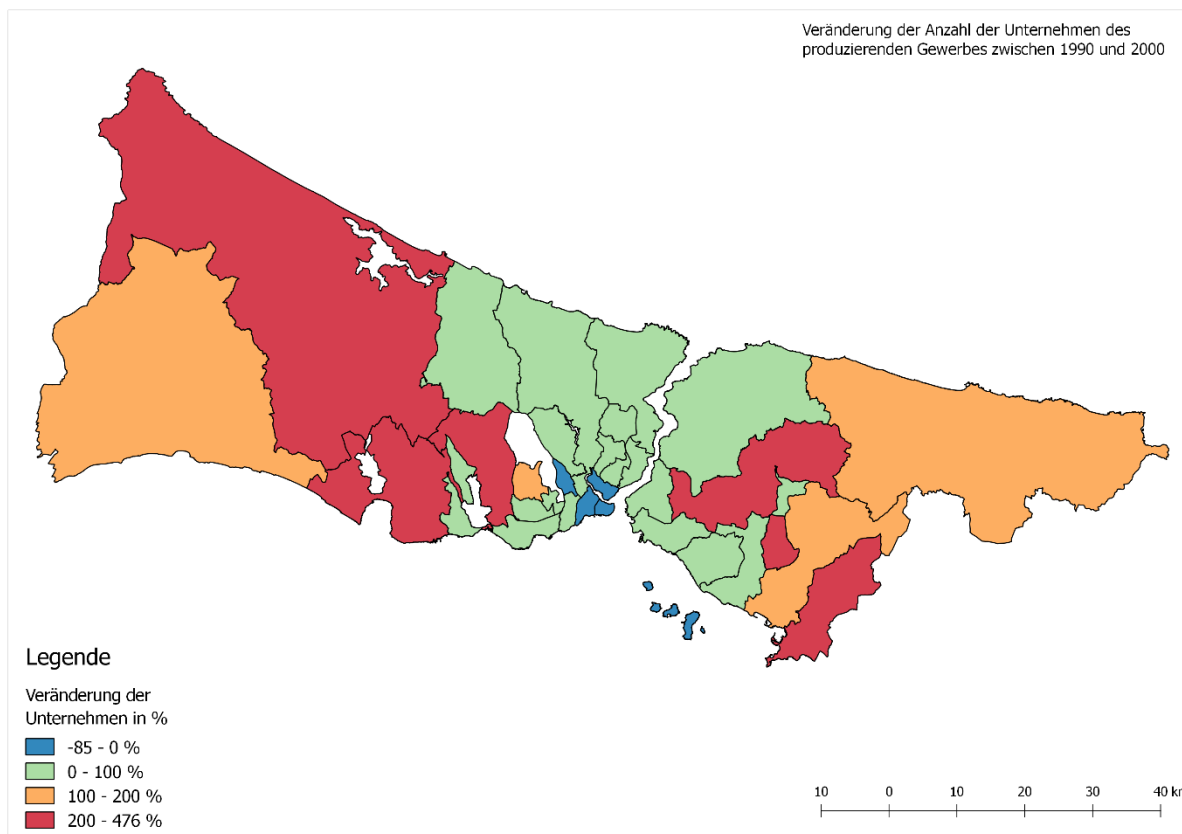 Veränderung der Anzahl der Unternehmen des
produzierenden Gewerbes zwischen 1990 und 2000
Legende
Veränderung der
Unternehmen in %
-85 - 0 %
0 - 100 %
100 - 200 %
200 - 476 %
10 0 10 20 30 40 km